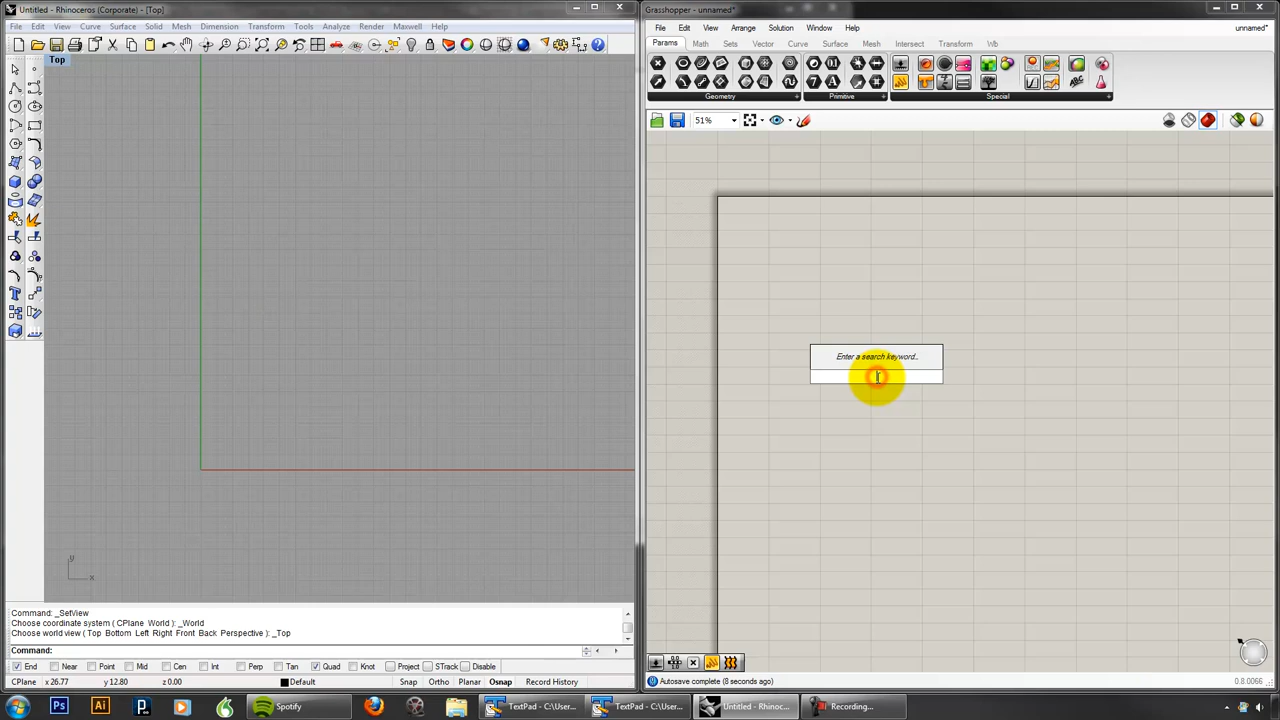 Untitled - Rhinoceros (Corporate) - [Top]
File Edit View Curve Surface Solid Mesh Dimension Transform Tools Analyze Render Maxwell Help
Top
y
x
Command: _SetView
Choose coordinate system ( CPlane World ): _World
Choose world view ( Top Bottom Left Right Front Back Perspective ): _Top
Command:
End Near Point Mid Cen Int Perp Tan Quad Knot Project STrack Disable
CPlane x 26.77 y 12.80 z 0.00 Default Snap Ortho Planar Osnap Record History
Grasshopper - unnamed*
File Edit View Arrange Solution Window Help unnamed*
Params Math Sets Vector Curve Surface Mesh Intersect Transform Wb
Geometry + Primitive + Special +
51%
Enter a search keyword..
Autosave complete (8 seconds ago) 0.8.0066
Ps Ai Spotify TextPad - C:\User... TextPad - C:\User... Untitled - Rhinoc... Recording...